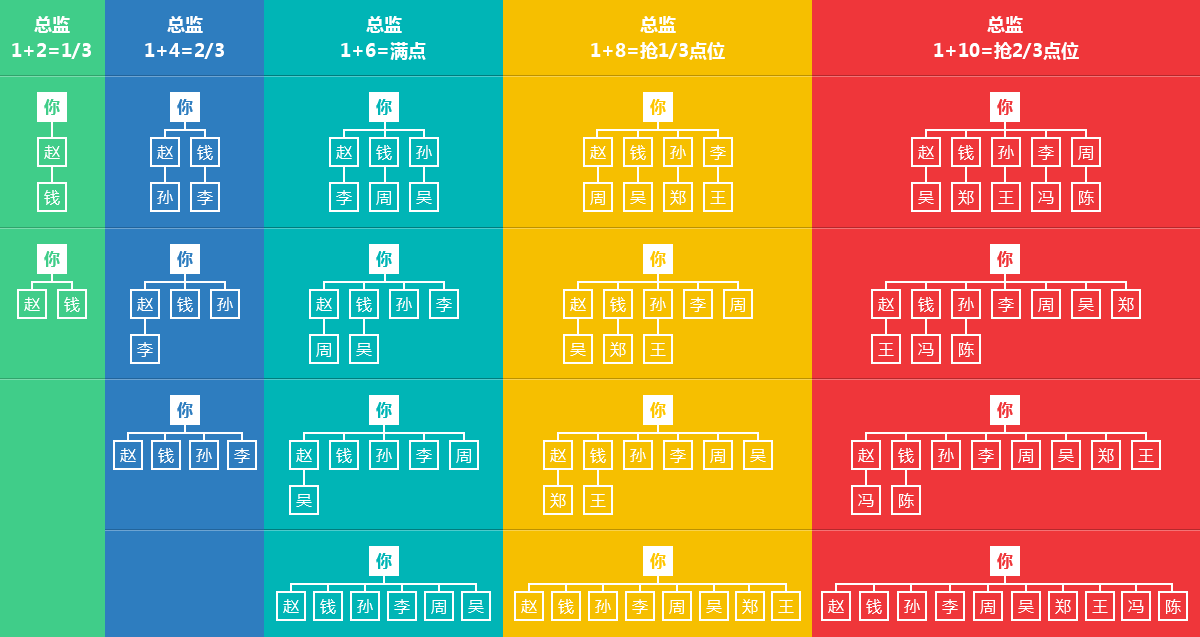 总监
1+2=1/3
总监
1+4=2/3
总监
1+6=满点
总监
1+8=抢1/3点位
总监
1+10=抢2/3点位
你
赵
钱
你
赵 钱
孙 李
你
赵 钱 孙
李 周 吴
你
赵 钱 孙 李
周 吴 郑 王
你
赵 钱 孙 李 周
吴 郑 王 冯 陈
你
赵 钱
你
赵 钱 孙
李
你
赵 钱 孙 李
周 吴
你
赵 钱 孙 李 周
吴 郑 王
你
赵 钱 孙 李 周 吴 郑
王 冯 陈
你
赵 钱 孙 李
你
赵 钱 孙 李 周
吴
你
赵 钱 孙 李 周 吴
郑 王
你
赵 钱 孙 李 周 吴 郑 王
冯 陈
你
赵 钱 孙 李 周 吴
你
赵 钱 孙 李 周 吴 郑 王
你
赵 钱 孙 李 周 吴 郑 王 冯 陈